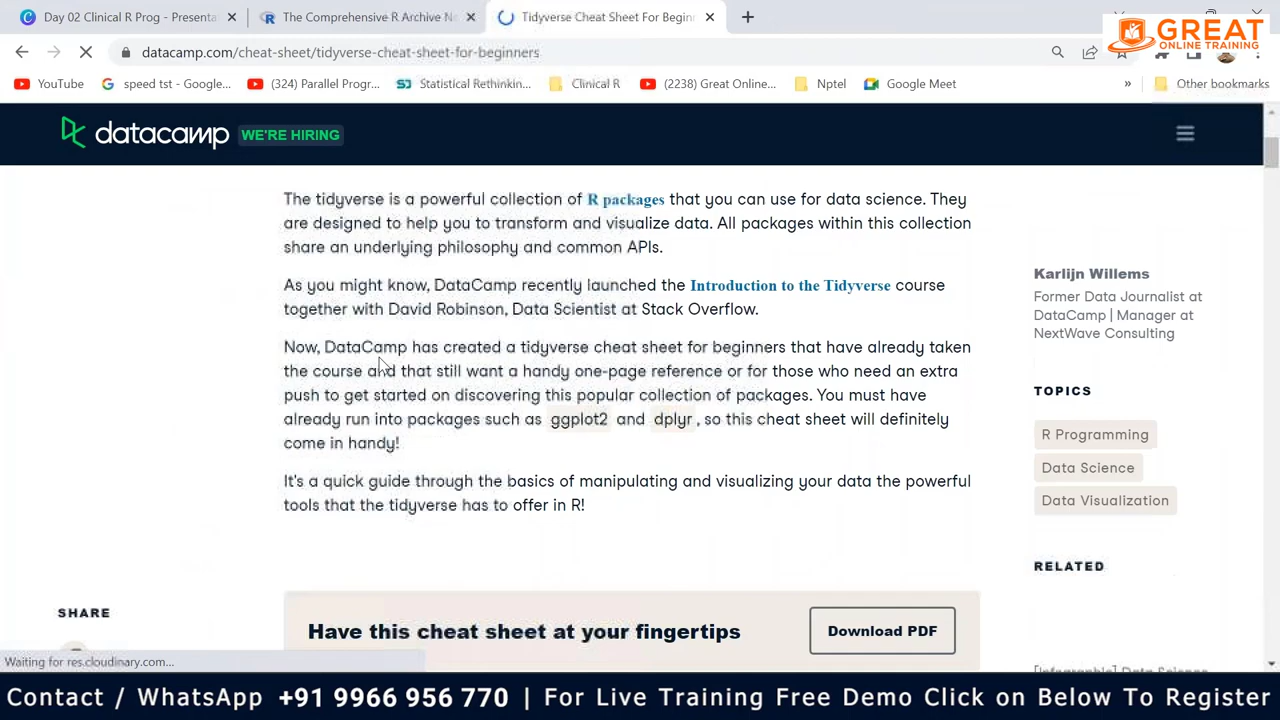 Day 02 Clinical R Prog - Presenta
The Comprehensive R Archive Ne
Tidyverse Cheat Sheet For Beginn
GREAT
ONLINE TRAINING
datacamp.com/cheat-sheet/tidyverse-cheat-sheet-for-beginners
YouTube
speed tst - Google...
(324) Parallel Progr...
Statistical Rethinkin...
Clinical R
(2238) Great Online...
Nptel
Google Meet
»
Other bookmarks
datacamp WE'RE HIRING
The tidyverse is a powerful collection of R packages that you can use for data science. They
are designed to help you to transform and visualize data. All packages within this collection
share an underlying philosophy and common APIs.
As you might know, DataCamp recently launched the Introduction to the Tidyverse course
together with David Robinson, Data Scientist at Stack Overflow.
Now, DataCamp has created a tidyverse cheat sheet for beginners that have already taken
the course and that still want a handy one-page reference or for those who need an extra
push to get started on discovering this popular collection of packages. You must have
already run into packages such as ggplot2 and dplyr, so this cheat sheet will definitely
come in handy!
It's a quick guide through the basics of manipulating and visualizing your data the powerful
tools that the tidyverse has to offer in R!
Karlijn Willems
Former Data Journalist at
DataCamp | Manager at
NextWave Consulting
TOPICS
R Programming
Data Science
Data Visualization
RELATED
SHARE
Have this cheat sheet at your fingertips
Download PDF
[Infographic] Data Science
Waiting for res.cloudinary.com...
Contact / WhatsApp +91 9966 956 770 | For Live Training Free Demo Click on Below To Register